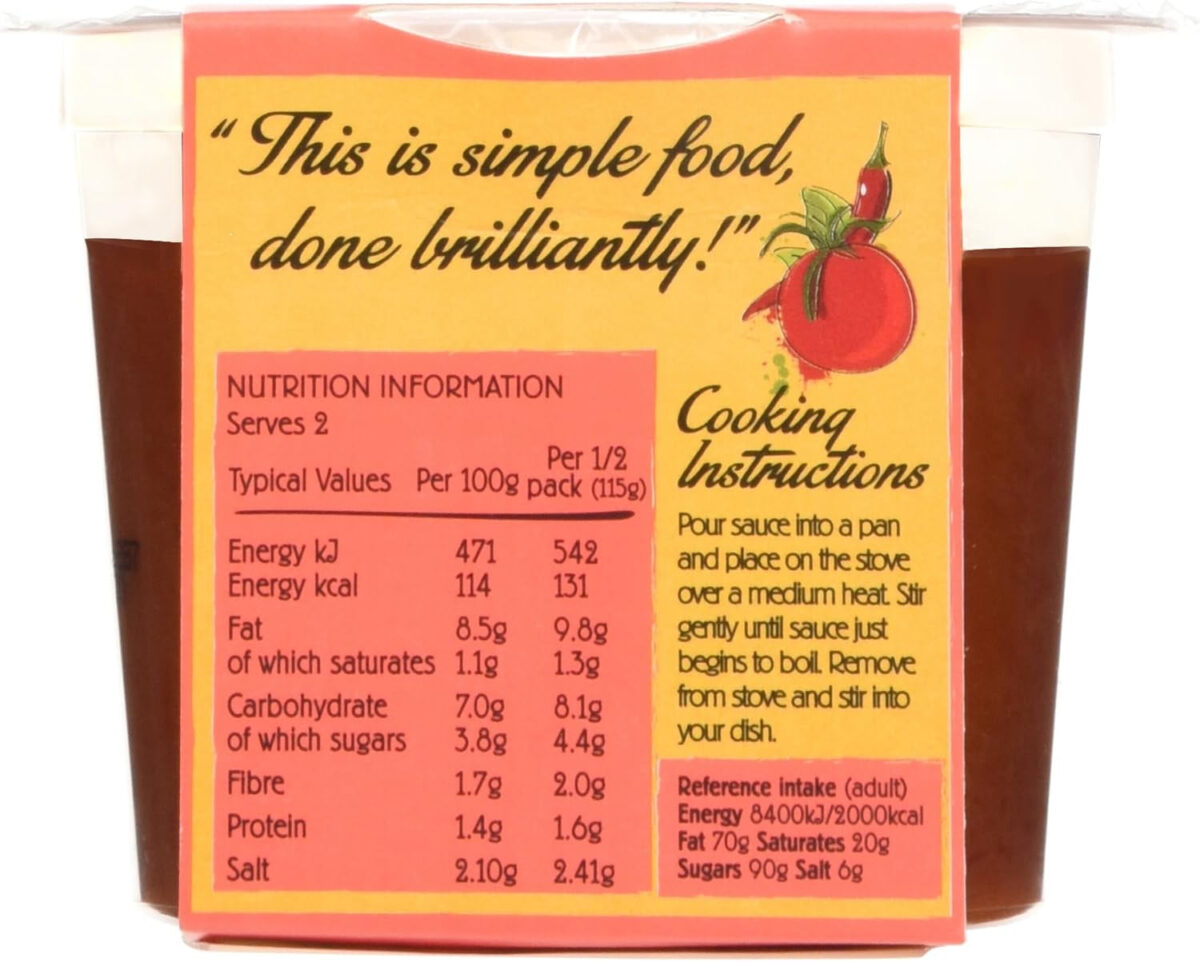 “This is simple food,
done brilliantly!”
NUTRITION INFORMATION
Serves 2
Typical Values Per 100g Per 1/2 pack (115g)
Energy kJ 471 542
Energy kcal 114 131
Fat 8.5g 9.8g
of which saturates 1.1g 1.3g
Carbohydrate 7.0g 8.1g
of which sugars 3.8g 4.4g
Fibre 1.7g 2.0g
Protein 1.4g 1.6g
Salt 2.10g 2.41g
Cooking
Instructions
Pour sauce into a pan
and place on the stove
over a medium heat. Stir
gently until sauce just
begins to boil. Remove
from stove and stir into
your dish.
Reference intake (adult)
Energy 8400kJ/2000kcal
Fat 70g Saturates 20g
Sugars 90g Salt 6g